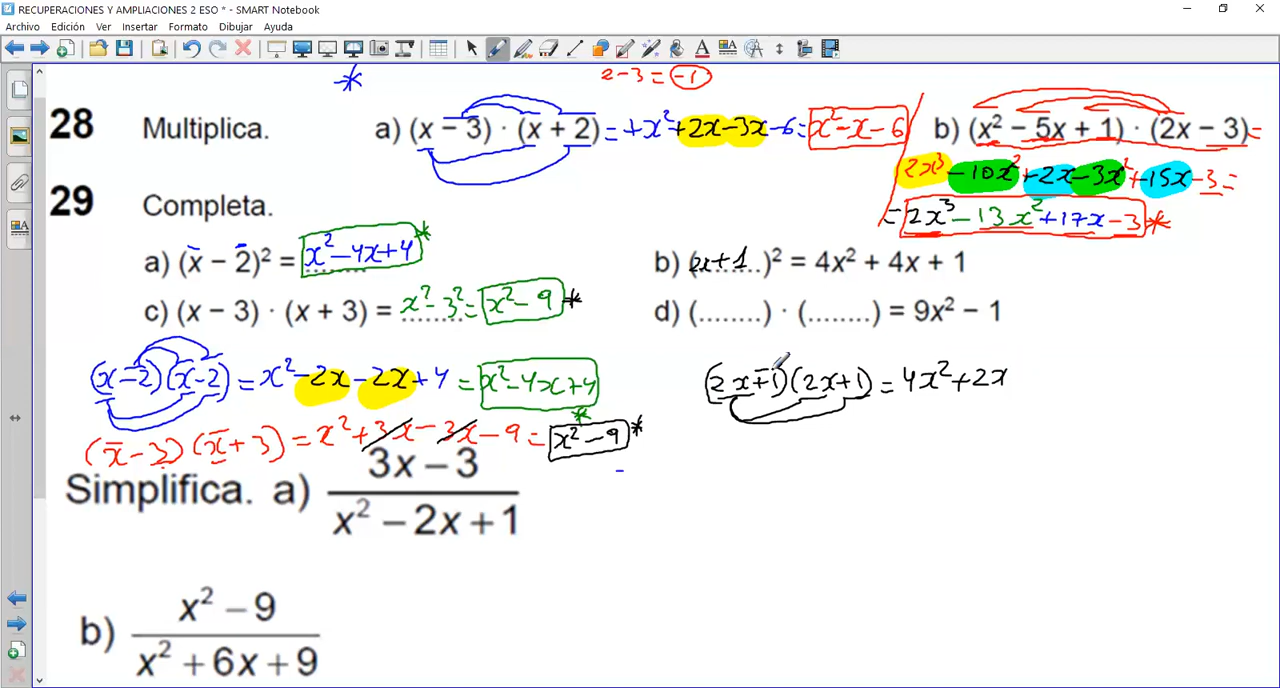 RECUPERACIONES Y AMPLIACIONES 2 ESO * - SMART Notebook
Archivo Edición Ver Insertar Formato Dibujar Ayuda
2-3 = -1
28 Multiplica. a) (x − 3) · (x + 2) = +x²+2x-3x-6 = x²-x-6
b) (x² − 5x + 1) · (2x − 3) =
2x³-10x²+2x-3x²+15x-3=
= 2x³-13x²+17x-3 *
29 Completa.
a) (x − 2)² = x²-4x+4 *
b) (2x+1)² = 4x² + 4x + 1
c) (x − 3) · (x + 3) = x²-3² = x²-9 *
d) (........) · (........) = 9x² − 1
(x-2)(x-2) = x²-2x-2x+4 = x²-4x+4 *
(2x+1)(2x+1) = 4x²+2x
(x-3)(x+3) = x²+3x-3x-9 = x²-9 *
Simplifica. a) 3x − 3
x² − 2x + 1
b) x² − 9
x² + 6x + 9